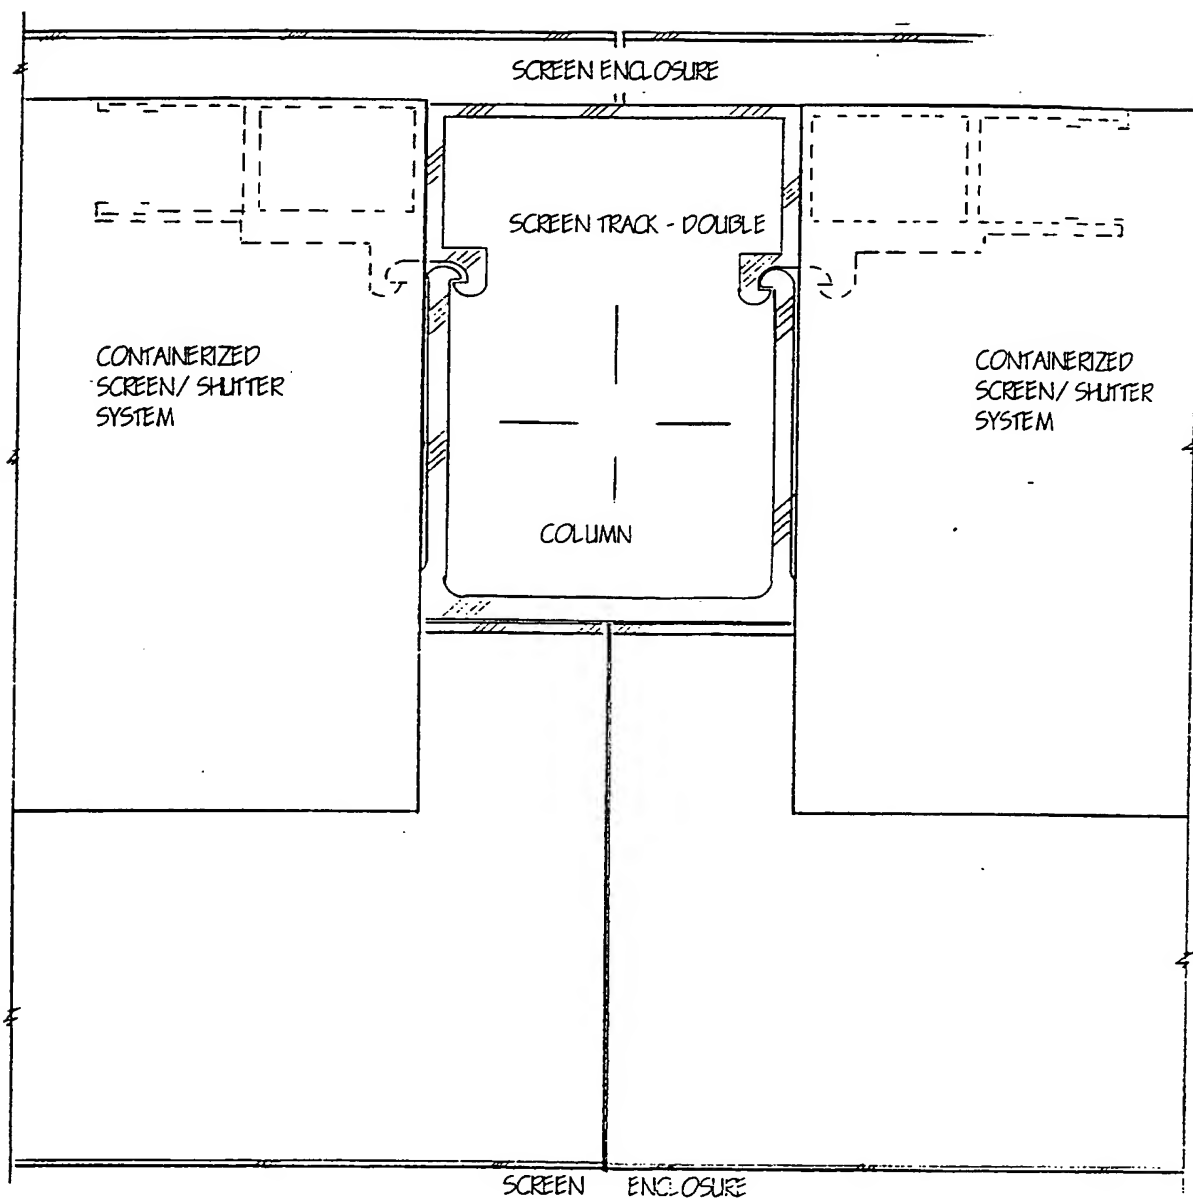 SCREEN ENCLOSURE
SCREEN TRACK - DOUBLE
CONTAINERIZED
SCREEN/ SHUTTER
SYSTEM
CONTAINERIZED
SCREEN/ SHUTTER
SYSTEM
COLUMN
SCREEN ENCLOSURE